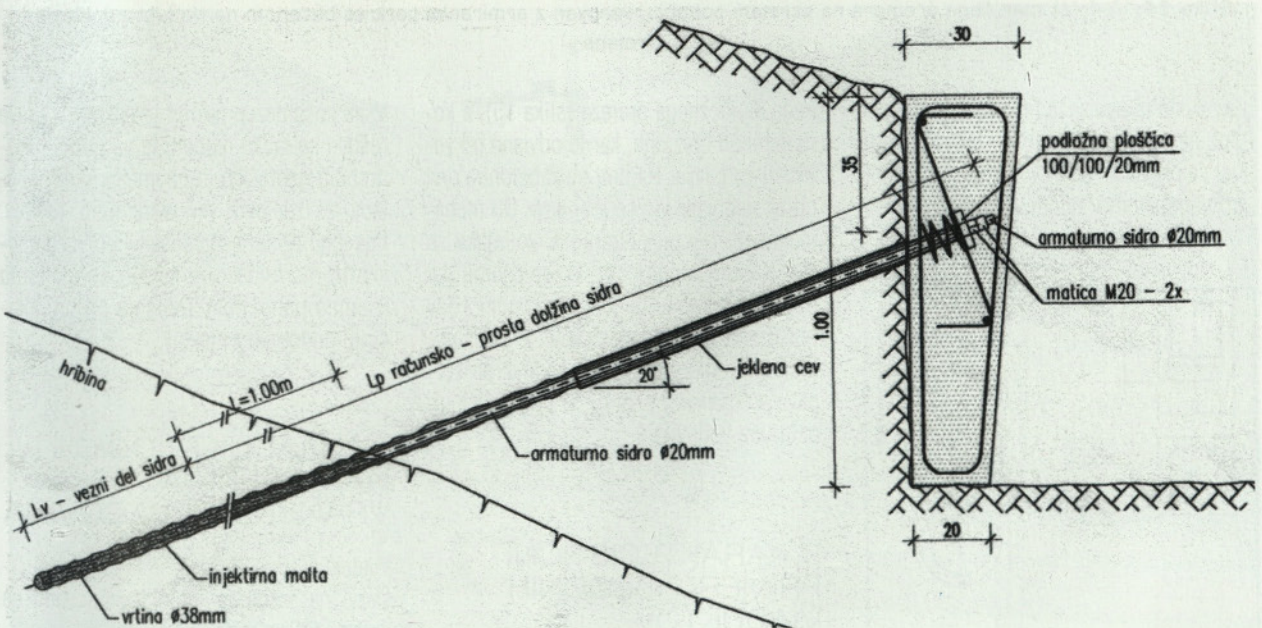 30
podložna ploščica
100/100/20mm
35
armaturno sidro ø20mm
matica M20 - 2x
1.00
Lp računsko - prosta dolžina sidra
jeklena cev
20°
hribina
L=1.00m
armaturno sidro ø20mm
Lv - vezni del sidra
injektirna malta
vrtina ø38mm
20